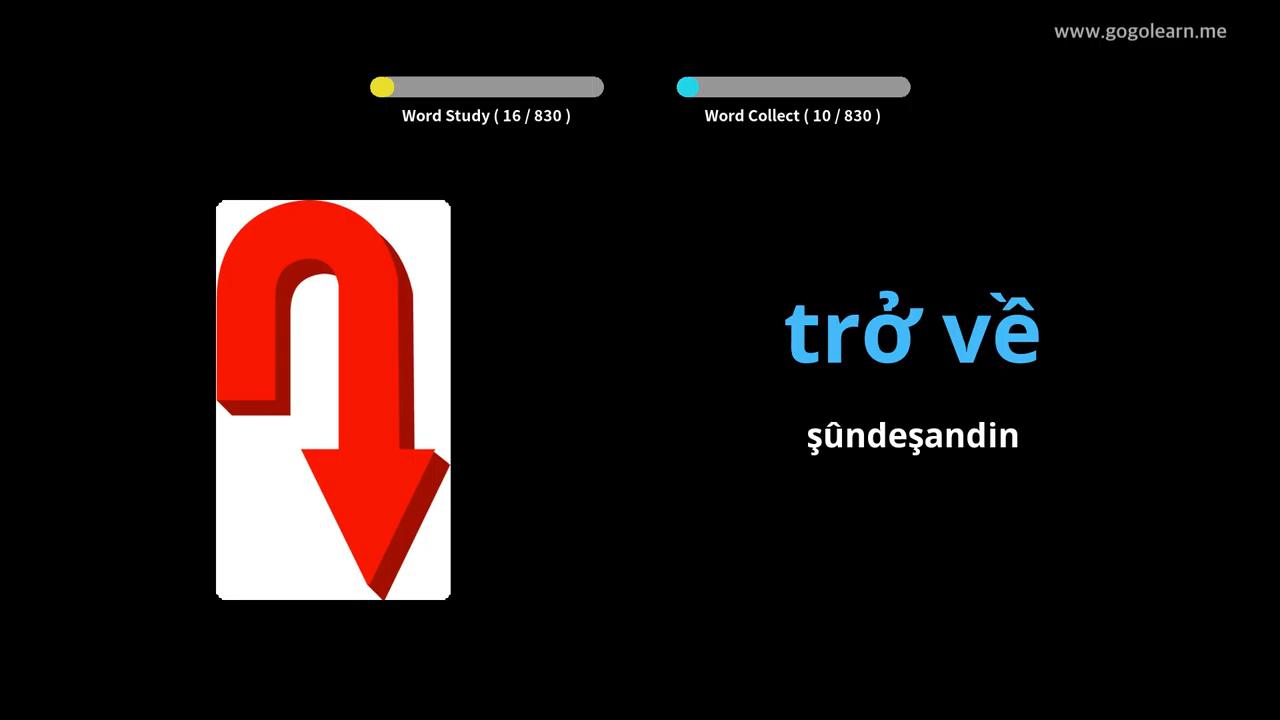 www.gogolearn.me
Word Study ( 16 / 830 )
Word Collect ( 10 / 830 )
trở về
şûndeşandin